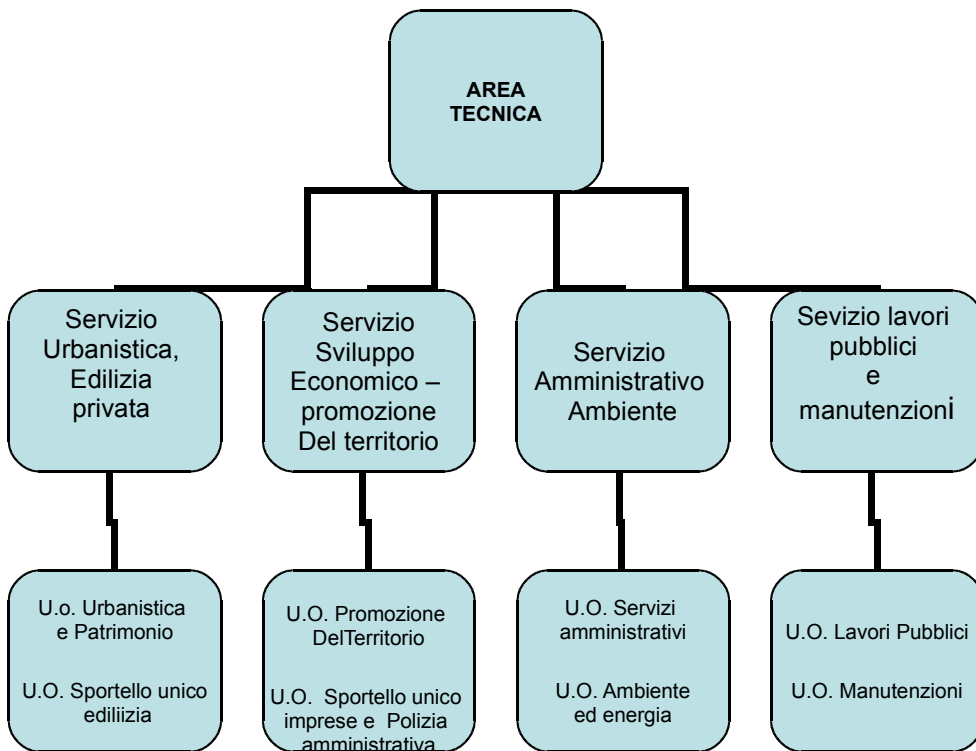 AREA
TECNICA
Servizio
Urbanistica,
Edilizia
privata
Servizio
Sviluppo
Economico –
promozione
Del territorio
Servizio
Amministrativo
Ambiente
Sevizio lavori
pubblici
e
manutenzioni
U.o. Urbanistica
e Patrimonio
U.O. Sportello unico
ediliizia
U.O. Promozione
DelTerritorio
U.O. Sportello unico
imprese e Polizia
amministrativa
U.O. Servizi
amministrativi
U.O. Ambiente
ed energia
U.O. Lavori Pubblici
U.O. Manutenzioni